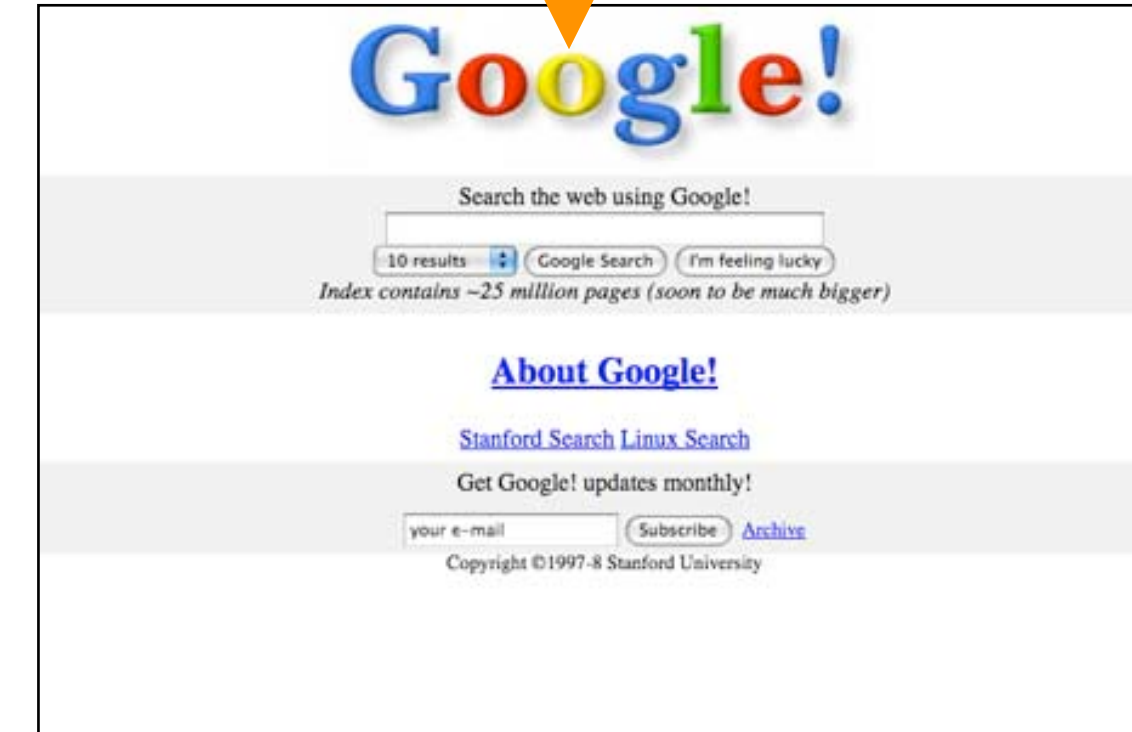 Google!
Search the web using Google!
10 results Google Search I'm feeling lucky
Index contains ~25 million pages (soon to be much bigger)
About Google!
Stanford Search Linux Search
Get Google! updates monthly!
your e-mail Subscribe Archive
Copyright ©1997-8 Stanford University